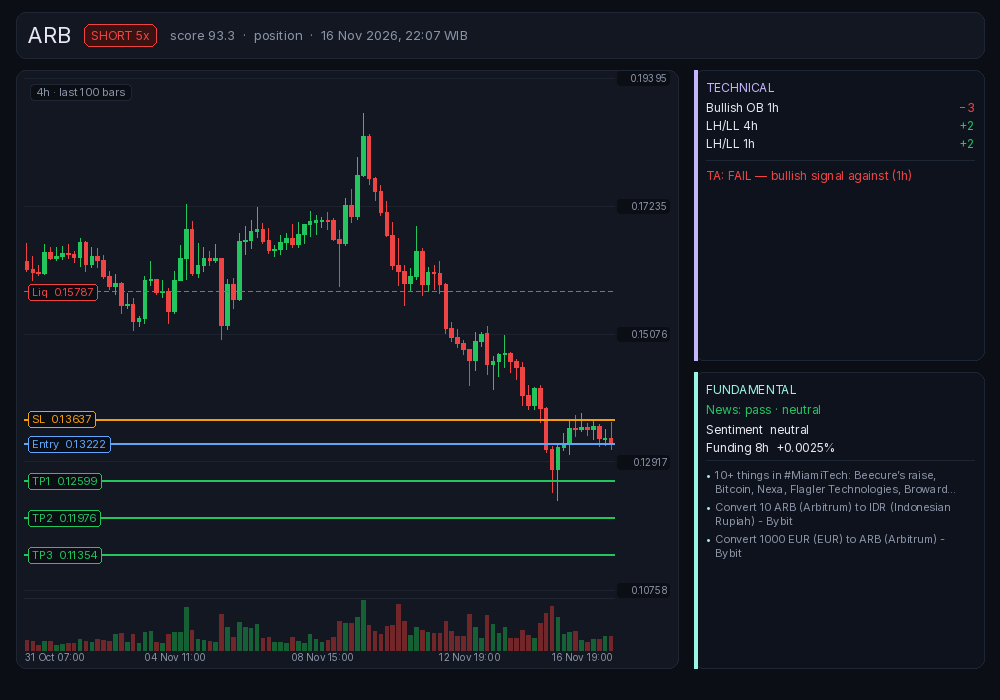 ARB SHORT 5x score 93.3 · position · 16 Nov 2026, 22:07 WIB
4h · last 100 bars
0.19395
0.17235
Liq 0.15787
0.15076
SL 0.13637
Entry 0.13222
0.12917
TP1 0.12599
TP2 0.11976
TP3 0.11354
0.10758
31 Oct 07:00 04 Nov 11:00 08 Nov 15:00 12 Nov 19:00 16 Nov 19:00
TECHNICAL
Bullish OB 1h −3
LH/LL 4h +2
LH/LL 1h +2
TA: FAIL — bullish signal against (1h)
FUNDAMENTAL
News: pass · neutral
Sentiment neutral
Funding 8h +0.0025%
• 10+ things in #MiamiTech: Beecure's raise,
Bitcoin, Nexa, Flagler Technologies, Broward…
• Convert 10 ARB (Arbitrum) to IDR (Indonesian
Rupiah) - Bybit
• Convert 1000 EUR (EUR) to ARB (Arbitrum) -
Bybit